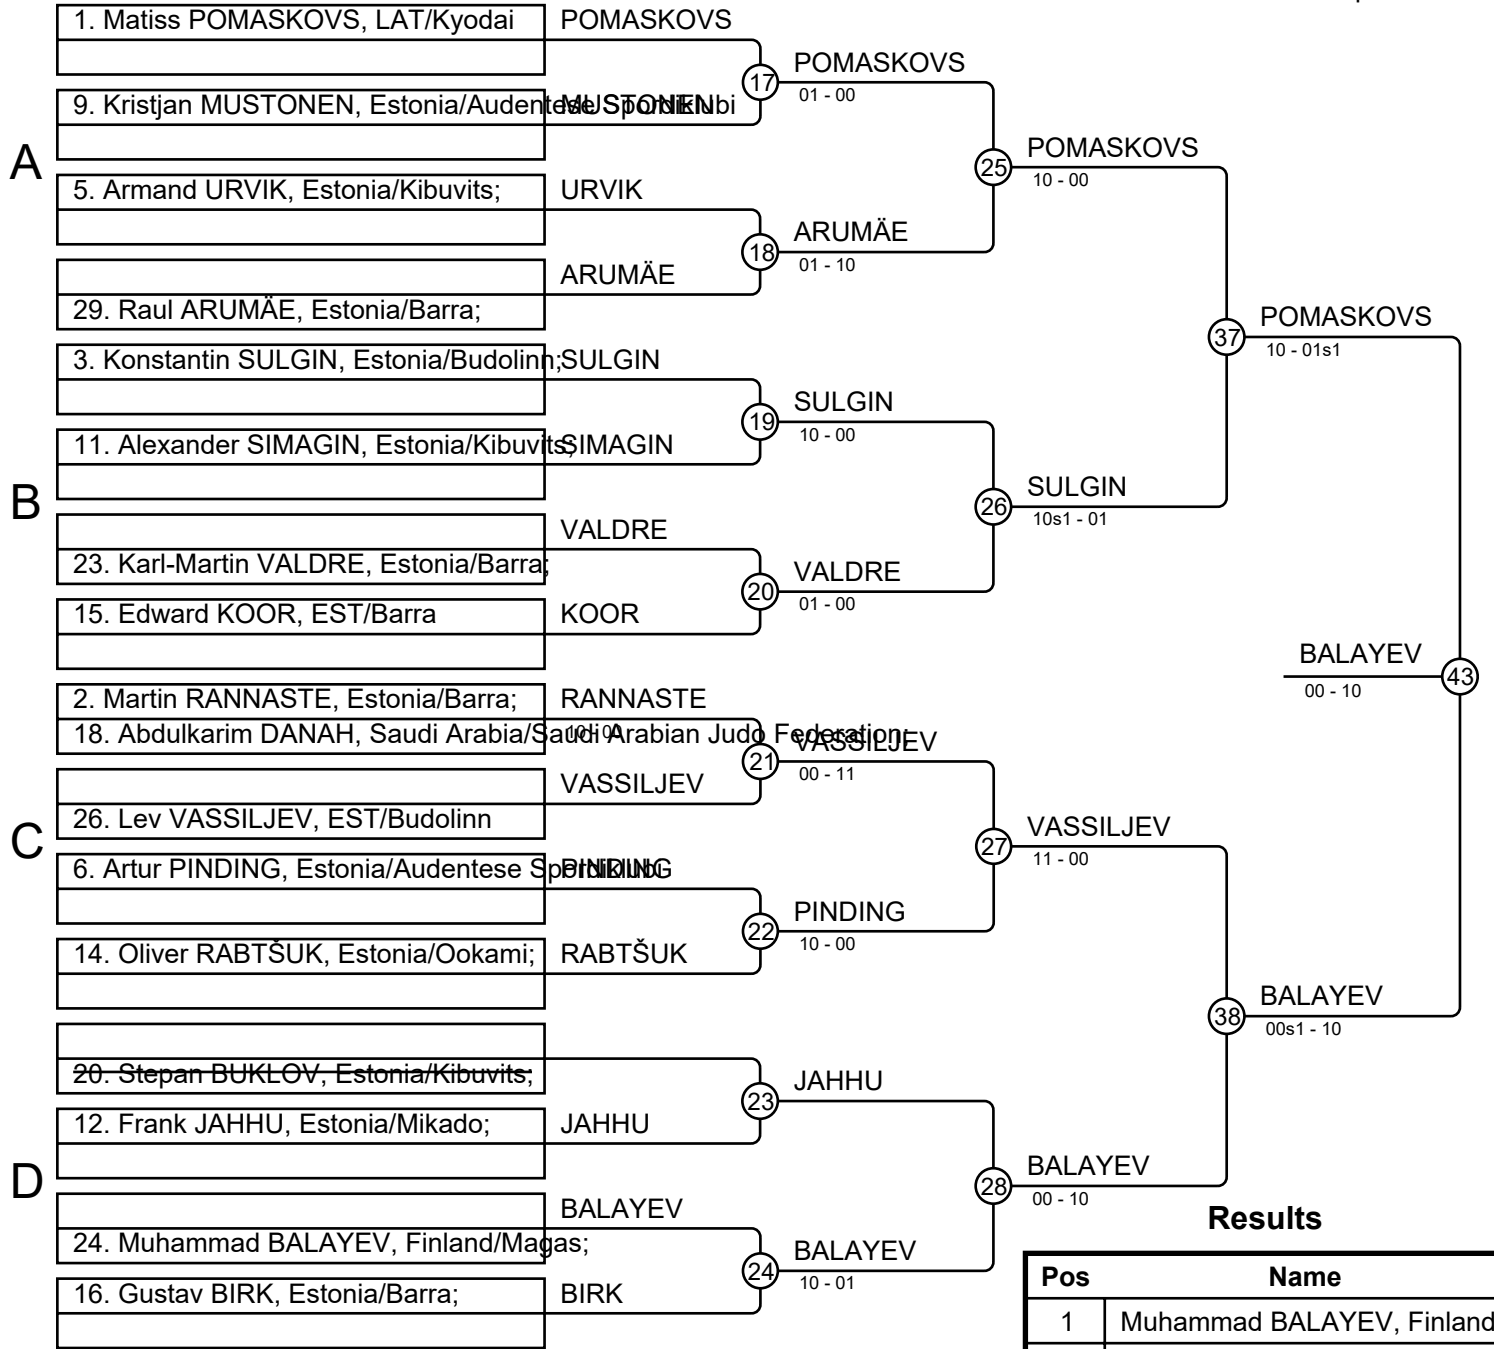 1. Matiss POMASKOVS, LAT/Kyodai
POMASKOVS
17
POMASKOVS
01 - 00
9. Kristjan MUSTONEN, Estonia/Audentese Spordiklubi
MUSTONEN
A
25
POMASKOVS
10 - 00
5. Armand URVIK, Estonia/Kibuvits;
URVIK
18
ARUMÄE
01 - 10
ARUMÄE
29. Raul ARUMÄE, Estonia/Barra;
37
POMASKOVS
10 - 01s1
3. Konstantin SULGIN, Estonia/Budolinn;
SULGIN
19
SULGIN
10 - 00
11. Alexander SIMAGIN, Estonia/Kibuvits;
SIMAGIN
B
26
SULGIN
10s1 - 01
VALDRE
23. Karl-Martin VALDRE, Estonia/Barra;
20
VALDRE
01 - 00
15. Edward KOOR, EST/Barra
KOOR
BALAYEV
00 - 10
43
2. Martin RANNASTE, Estonia/Barra;
RANNASTE
10 - 00
18. Abdulkarim DANAH, Saudi Arabia/Saudi Arabian Judo Federation;
21
VASSILJEV
00 - 11
VASSILJEV
26. Lev VASSILJEV, EST/Budolinn
C
27
VASSILJEV
11 - 00
6. Artur PINDING, Estonia/Audentese Spordiklubi
PINDING
22
PINDING
10 - 00
14. Oliver RABTŠUK, Estonia/Ookami;
RABTŠUK
38
BALAYEV
00s1 - 10
20. Stepan BUKLOV, Estonia/Kibuvits;
23
JAHHU
12. Frank JAHHU, Estonia/Mikado;
JAHHU
D
28
BALAYEV
00 - 10
BALAYEV
24. Muhammad BALAYEV, Finland/Magas;
24
BALAYEV
10 - 01
16. Gustav BIRK, Estonia/Barra;
BIRK
Results
Pos Name
1 Muhammad BALAYEV, Finland